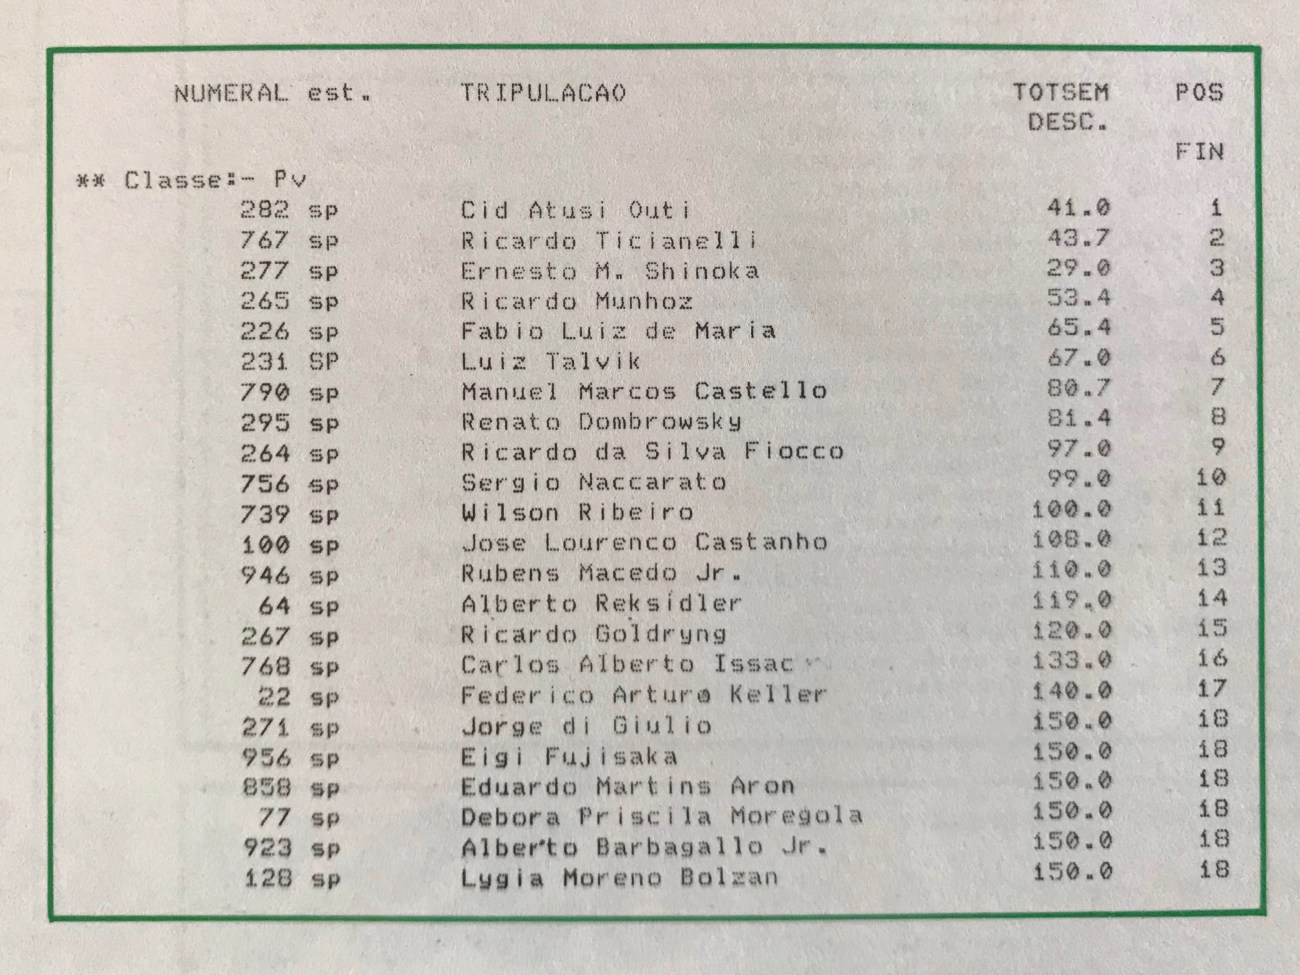 NUMERAL est. TRIPULACAO TOTSEM POS
DESC.
FIN
** Classe:- Pv
282 sp Cid Atusi Outi 41.0 1
767 sp Ricardo Ticianelli 43.7 2
277 sp Ernesto M. Shinoka 29.0 3
265 sp Ricardo Munhoz 53.4 4
226 sp Fabio Luiz de Maria 65.4 5
231 SP Luiz Talvik 67.0 6
790 sp Manuel Marcos Castello 80.7 7
295 sp Renato Dombrowsky 81.4 8
264 sp Ricardo da Silva Fiocco 97.0 9
756 sp Sergio Naccarato 99.0 10
739 sp Wilson Ribeiro 100.0 11
100 sp Jose Lourenco Castanho 108.0 12
946 sp Rubens Macedo Jr. 110.0 13
64 sp Alberto Reksidler 119.0 14
267 sp Ricardo Goldryng 120.0 15
768 sp Carlos Alberto Issac 133.0 16
22 sp Federico Arturo Keller 140.0 17
271 sp Jorge di Giulio 150.0 18
956 sp Eigi Fujisaka 150.0 18
858 sp Eduardo Martins Aron 150.0 18
77 sp Debora Priscila Moregola 150.0 18
923 sp Alberto Barbagallo Jr. 150.0 18
128 sp Lygia Moreno Bolzan 150.0 18